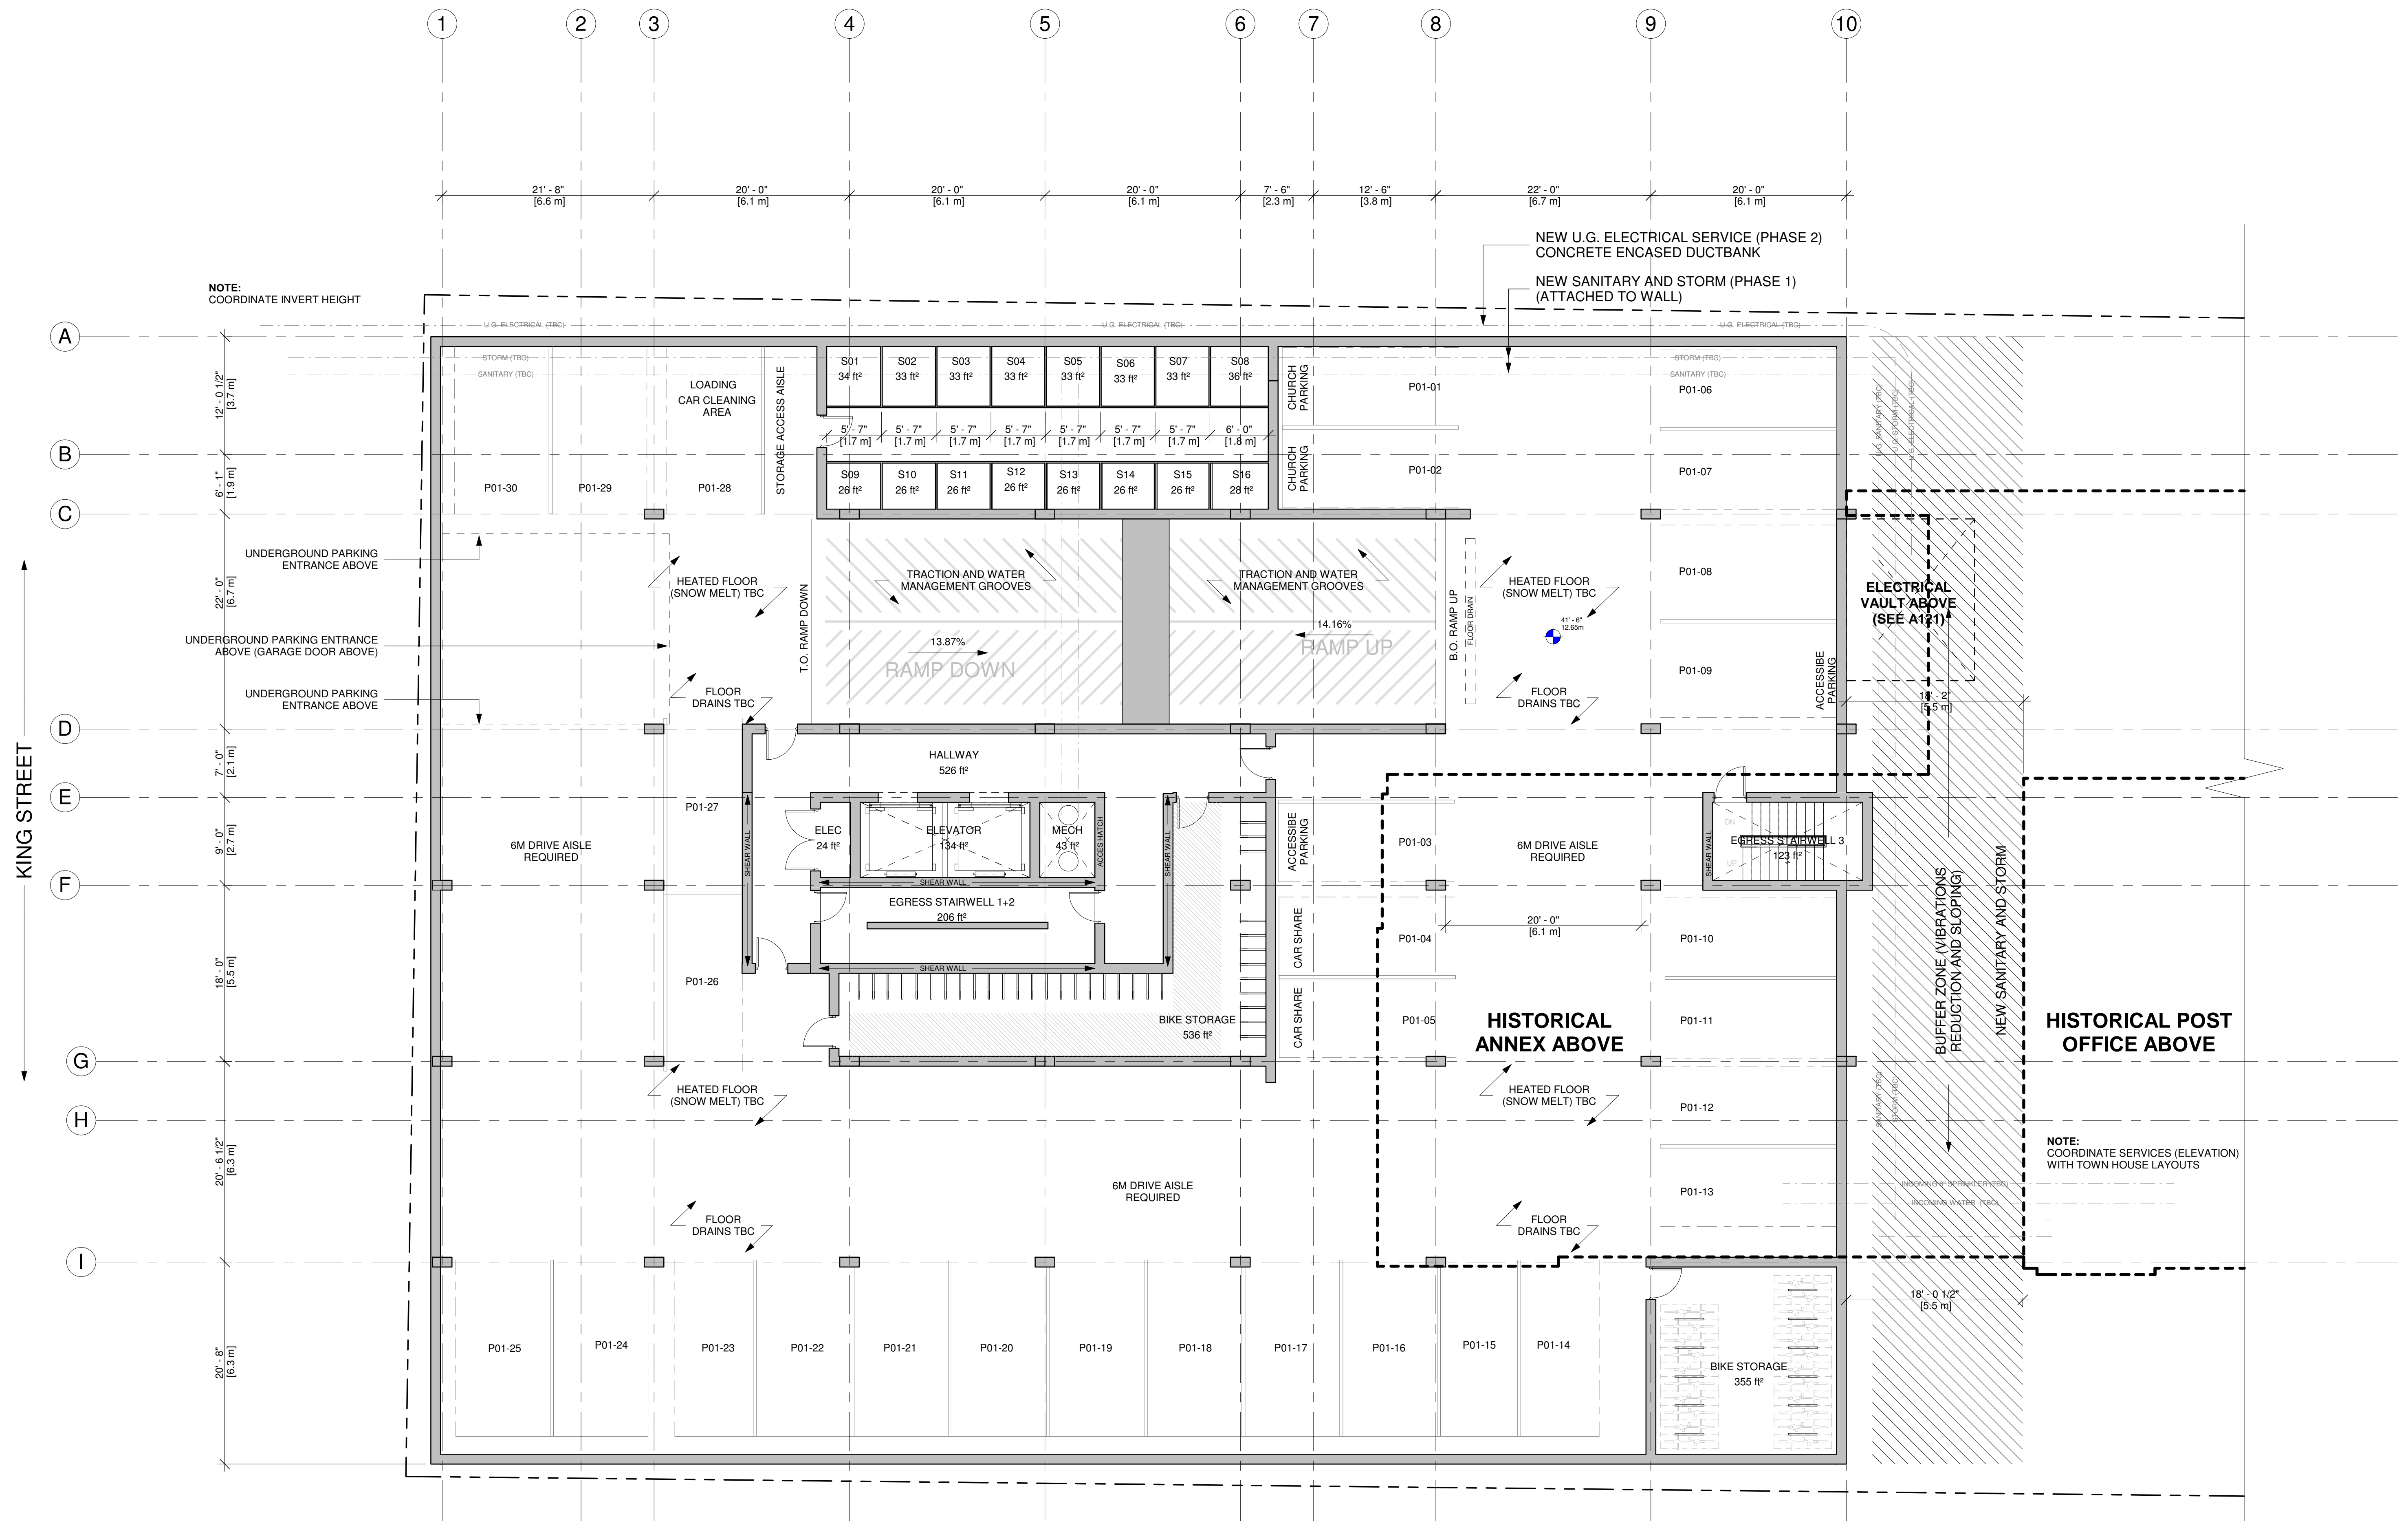 1 2 3 4 5 6 7 8 9 10
21' - 8" 20' - 0" 20' - 0" 20' - 0" 7' - 6" 12' - 6" 22' - 0" 20' - 0"
[6.6 m] [6.1 m] [6.1 m] [6.1 m] [2.3 m] [3.8 m] [6.7 m] [6.1 m]
NEW U.G. ELECTRICAL SERVICE (PHASE 2)
CONCRETE ENCASED DUCTBANK
NEW SANITARY AND STORM (PHASE 1)
(ATTACHED TO WALL)
NOTE:
COORDINATE INVERT HEIGHT
A
B
C
D
E
F
G
H
I
12' - 0 1/2"
[3.7 m]
6' - 1"
[1.9 m]
22' - 0"
[6.7 m]
7' - 0"
[2.1 m]
9' - 0"
[2.7 m]
18' - 0"
[5.5 m]
20' - 6 1/2"
[6.3 m]
20' - 8"
[6.3 m]
KING STREET
U.G. ELECTRICAL (TBC) U.G. ELECTRICAL (TBC) U.G. ELECTRICAL (TBC)
STORM (TBC)
SANITARY (TBC)
STORM (TBC)
SANITARY (TBC)
LOADING
CAR CLEANING
AREA
STORAGE ACCESS AISLE
P01-30 P01-29 P01-28
S01 S02 S03 S04 S05 S06 S07 S08
34 ft² 33 ft² 33 ft² 33 ft² 33 ft² 33 ft² 33 ft² 36 ft²
5' - 7" 5' - 7" 5' - 7" 5' - 7" 5' - 7" 5' - 7" 5' - 7" 6' - 0"
[1.7 m] [1.7 m] [1.7 m] [1.7 m] [1.7 m] [1.7 m] [1.7 m] [1.8 m]
S09 S10 S11 S12 S13 S14 S15 S16
26 ft² 26 ft² 26 ft² 26 ft² 26 ft² 26 ft² 26 ft² 28 ft²
CHURCH
PARKING
CHURCH
PARKING
P01-01
P01-02
P01-06
P01-07
P01-08
P01-09
U.G. SANITARY (TBC)
U.G. STORM (TBC)
U.G. ELECTRICAL (TBC)
UNDERGROUND PARKING
ENTRANCE ABOVE
UNDERGROUND PARKING ENTRANCE
ABOVE (GARAGE DOOR ABOVE)
UNDERGROUND PARKING
ENTRANCE ABOVE
HEATED FLOOR
(SNOW MELT) TBC
FLOOR
DRAINS TBC
T.O. RAMP DOWN
TRACTION AND WATER
MANAGEMENT GROOVES
13.87%
RAMP DOWN
TRACTION AND WATER
MANAGEMENT GROOVES
14.16%
RAMP UP
B.O. RAMP UP
FLOOR DRAIN
HEATED FLOOR
(SNOW MELT) TBC
41' - 6"
12.65m
FLOOR
DRAINS TBC
ACCESSIBE
PARKING
ELECTRICAL
VAULT ABOVE
(SEE A121)
18' - 2"
[5.5 m]
HALLWAY
526 ft²
P01-27
SHEAR WALL
ELEC
24 ft²
ELEVATOR
134 ft²
MECH
43 ft²
ACCES HATCH
SHEAR WALL
SHEAR WALL
EGRESS STAIRWELL 1+2
206 ft²
SHEAR WALL
P01-26
6M DRIVE AISLE
REQUIRED
BIKE STORAGE
536 ft²
ACCESSIBE
PARKING
P01-03
CAR SHARE
P01-04
CAR SHARE
P01-05
6M DRIVE AISLE
REQUIRED
20' - 0"
[6.1 m]
SHEAR WALL
DN
UP
EGRESS STAIRWELL 3
123 ft²
P01-10
P01-11
P01-12
P01-13
HISTORICAL
ANNEX ABOVE
BUFFER ZONE (VIBRATIONS
REDUCTION AND SLOPING)
NEW SANITARY AND STORM
HISTORICAL POST
OFFICE ABOVE
SANITARY (TBC)
STORM (TBC)
NOTE:
COORDINATE SERVICES (ELEVATION)
WITH TOWN HOUSE LAYOUTS
INCOMING 8" SPRINKLER (TBC)
INCOMING WATER (TBC)
HEATED FLOOR
(SNOW MELT) TBC
HEATED FLOOR
(SNOW MELT) TBC
6M DRIVE AISLE
REQUIRED
FLOOR
DRAINS TBC
FLOOR
DRAINS TBC
18' - 0 1/2"
[5.5 m]
P01-25 P01-24 P01-23 P01-22 P01-21 P01-20 P01-19 P01-18 P01-17 P01-16 P01-15 P01-14
BIKE STORAGE
355 ft²